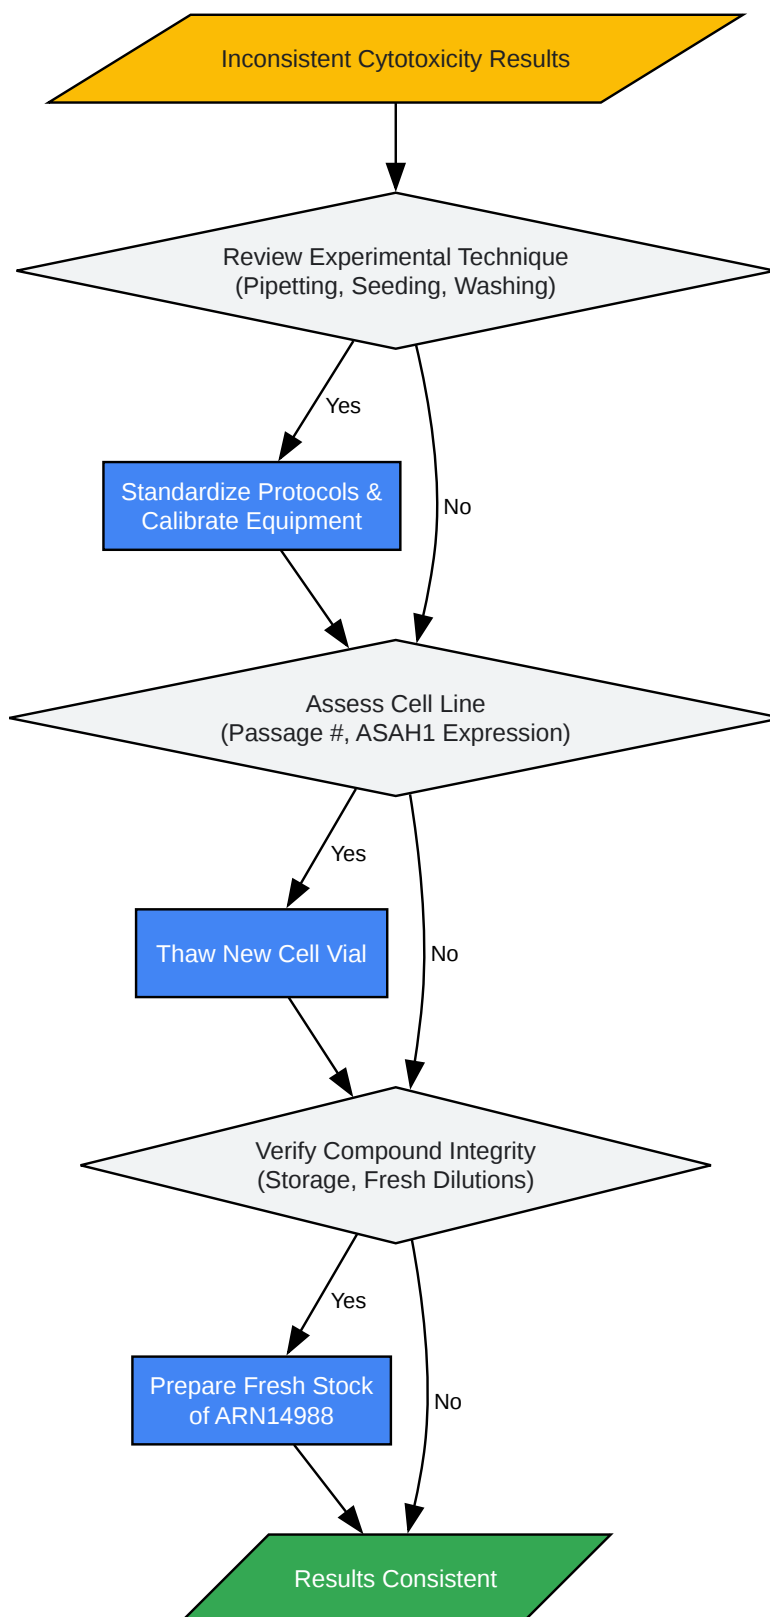 Inconsistent Cytotoxicity Results
Review Experimental Technique
(Pipetting, Seeding, Washing)
Yes
Standardize Protocols &
Calibrate Equipment
No
Assess Cell Line
(Passage #, ASAH1 Expression)
Yes
Thaw New Cell Vial
No
Verify Compound Integrity
(Storage, Fresh Dilutions)
Yes
Prepare Fresh Stock
of ARN14988
No
Results Consistent